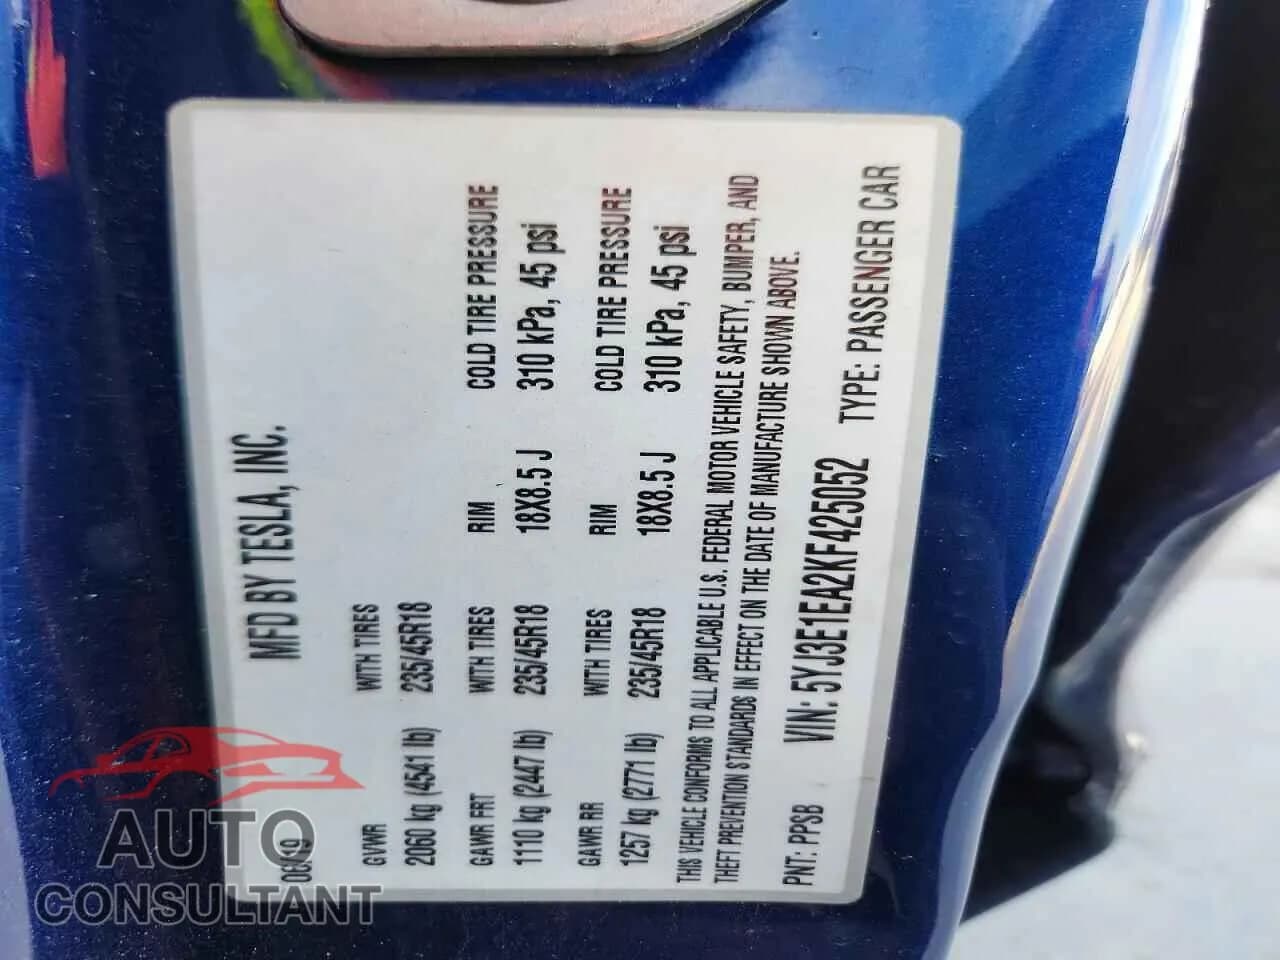 MFD BY TESLA, INC.
06/19
GVWR WITH TIRES
2060 kg (4541 lb) 235/45R18
GAWR FRT WITH TIRES RIM COLD TIRE PRESSURE
1110 kg (2447 lb) 235/45R18 18X8.5 J 310 kPa, 45 psi
GAWR RR WITH TIRES RIM COLD TIRE PRESSURE
1257 kg (2771 lb) 235/45R18 18X8.5 J 310 kPa, 45 psi
THIS VEHICLE CONFORMS TO ALL APPLICABLE U.S. FEDERAL MOTOR VEHICLE SAFETY, BUMPER, AND
THEFT PREVENTION STANDARDS IN EFFECT ON THE DATE OF MANUFACTURE SHOWN ABOVE.
PNT: PPSB VIN: 5YJ3E1EA2KF425052 TYPE: PASSENGER CAR
AUTO
CONSULTANT